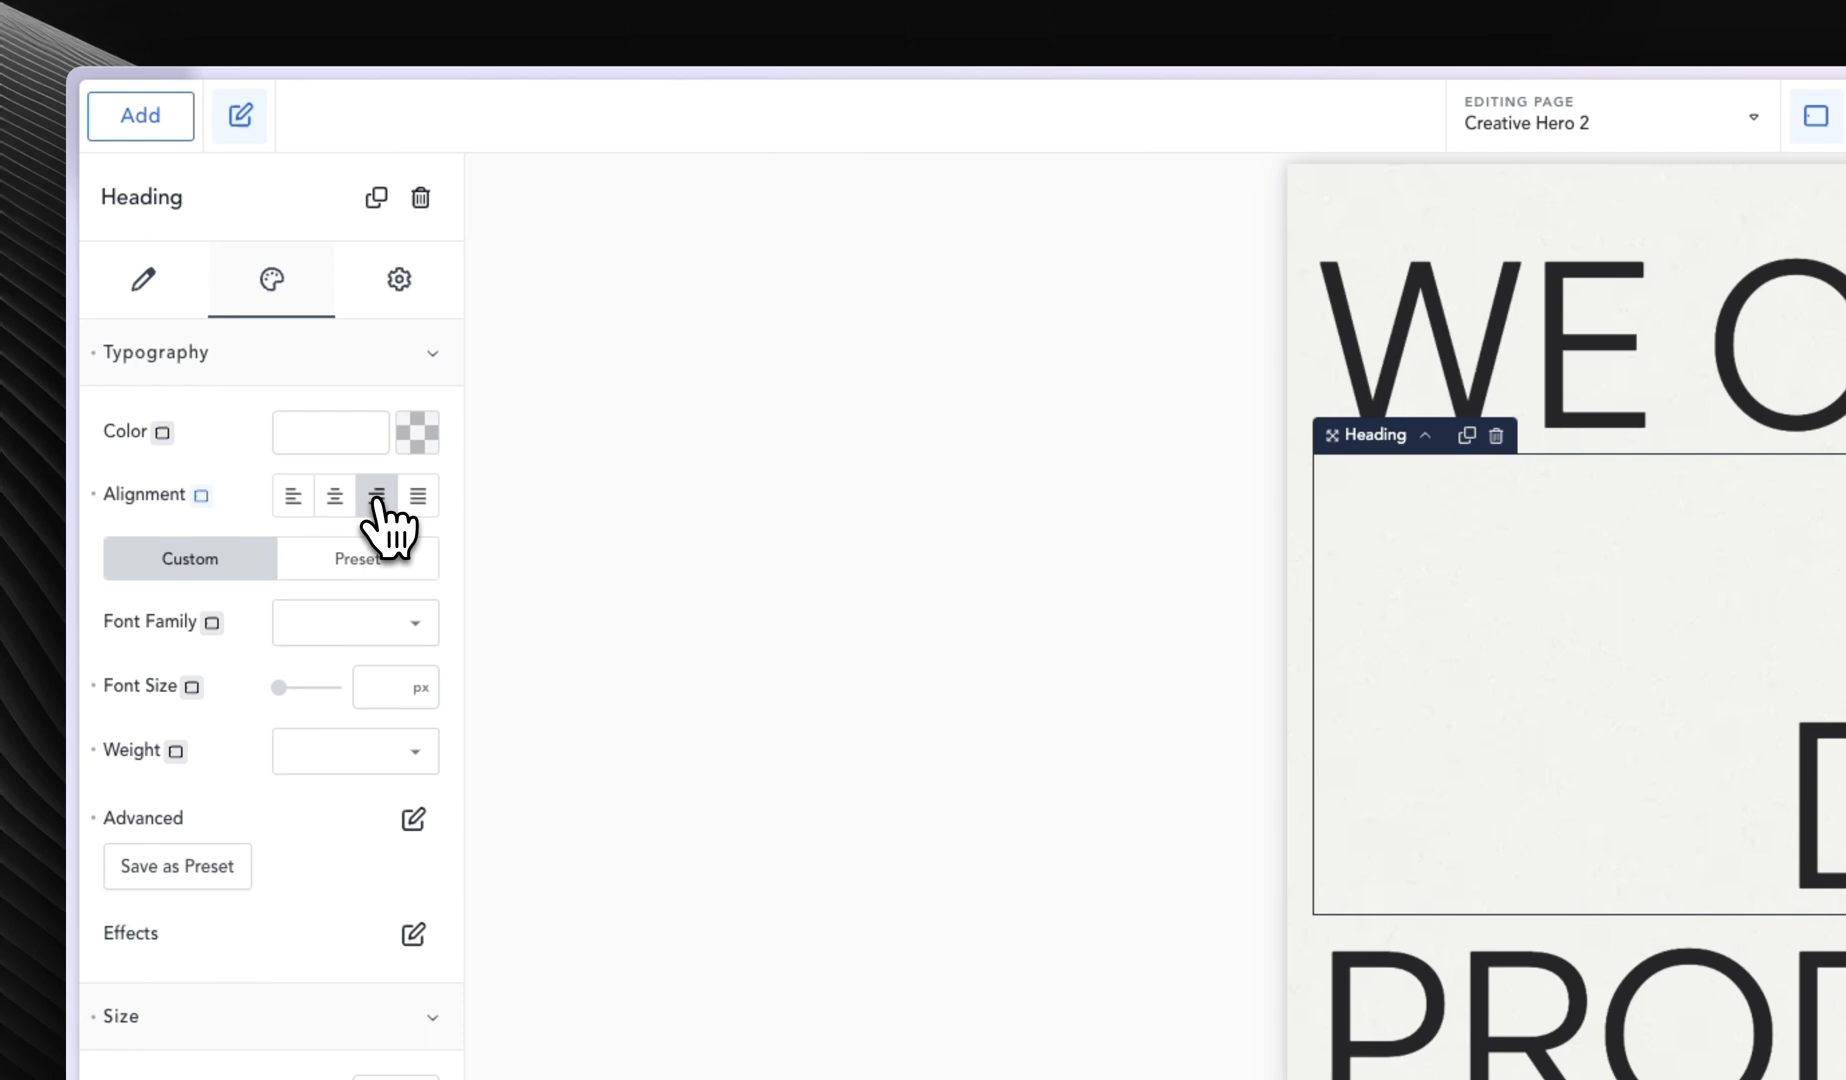 Add
EDITING PAGE
Creative Hero 2
Heading
Typography
Color
Alignment
Custom
Preset
Font Family
Font Size
px
Weight
Advanced
Save as Preset
Effects
Size
WE O
Heading
D
PROD